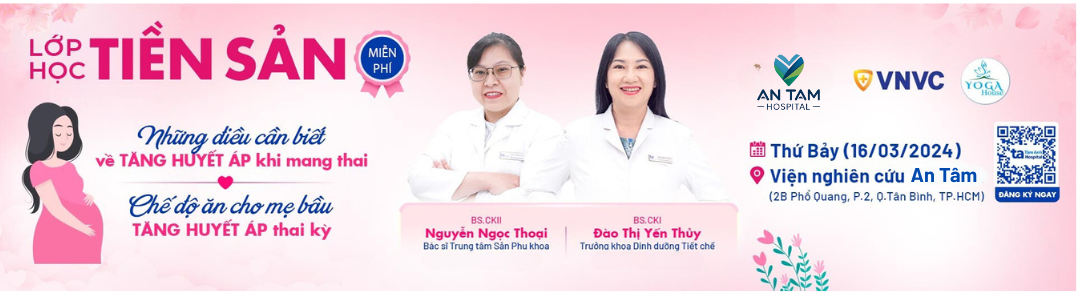 LỚP
HỌC
TIỀN SẢN
MIỄN
PHÍ
Những điều cần biết
về TĂNG HUYẾT ÁP khi mang thai
Chế độ ăn cho mẹ bầu
TĂNG HUYẾT ÁP thai kỳ
BS.CKII
Nguyễn Ngọc Thoại
Bác sĩ Trung tâm Sản Phụ khoa
BS.CKI
Đào Thị Yến Thủy
Trưởng khoa Dinh dưỡng Tiết chế
AN TAM
HOSPITAL
VNVC
YOGA
House
Thứ Bảy (16/03/2024)
Viện nghiên cứu An Tâm
(2B Phổ Quang, P.2, Q.Tân Bình, TP.HCM)
ĐĂNG KÝ NGAY